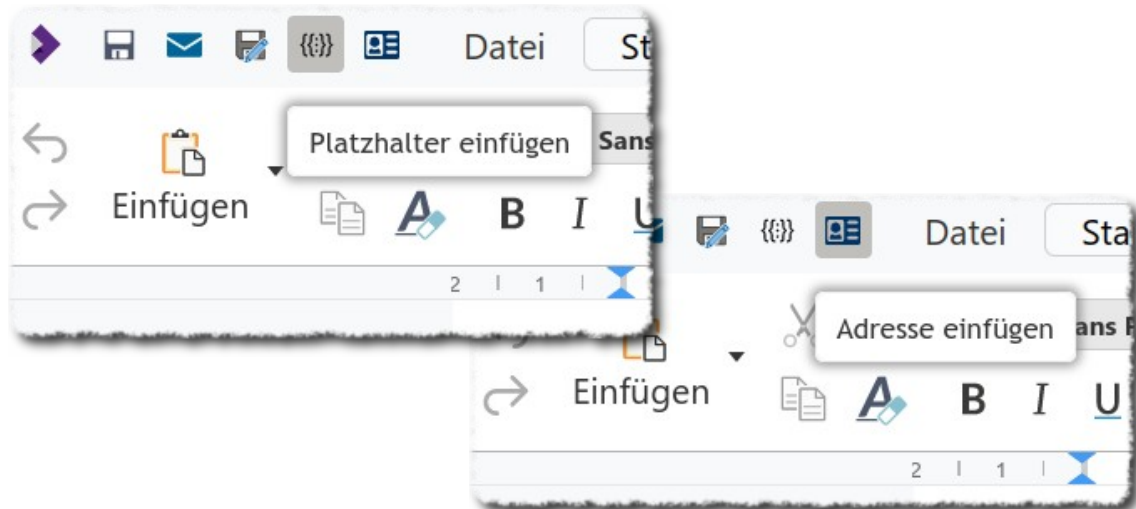 {{:}} Datei St
Platzhalter einfügen Sans
Einfügen
A B I U
2 1
{{:}} Datei Sta
Adresse einfügen ans F
Einfügen
A B I U
2 1